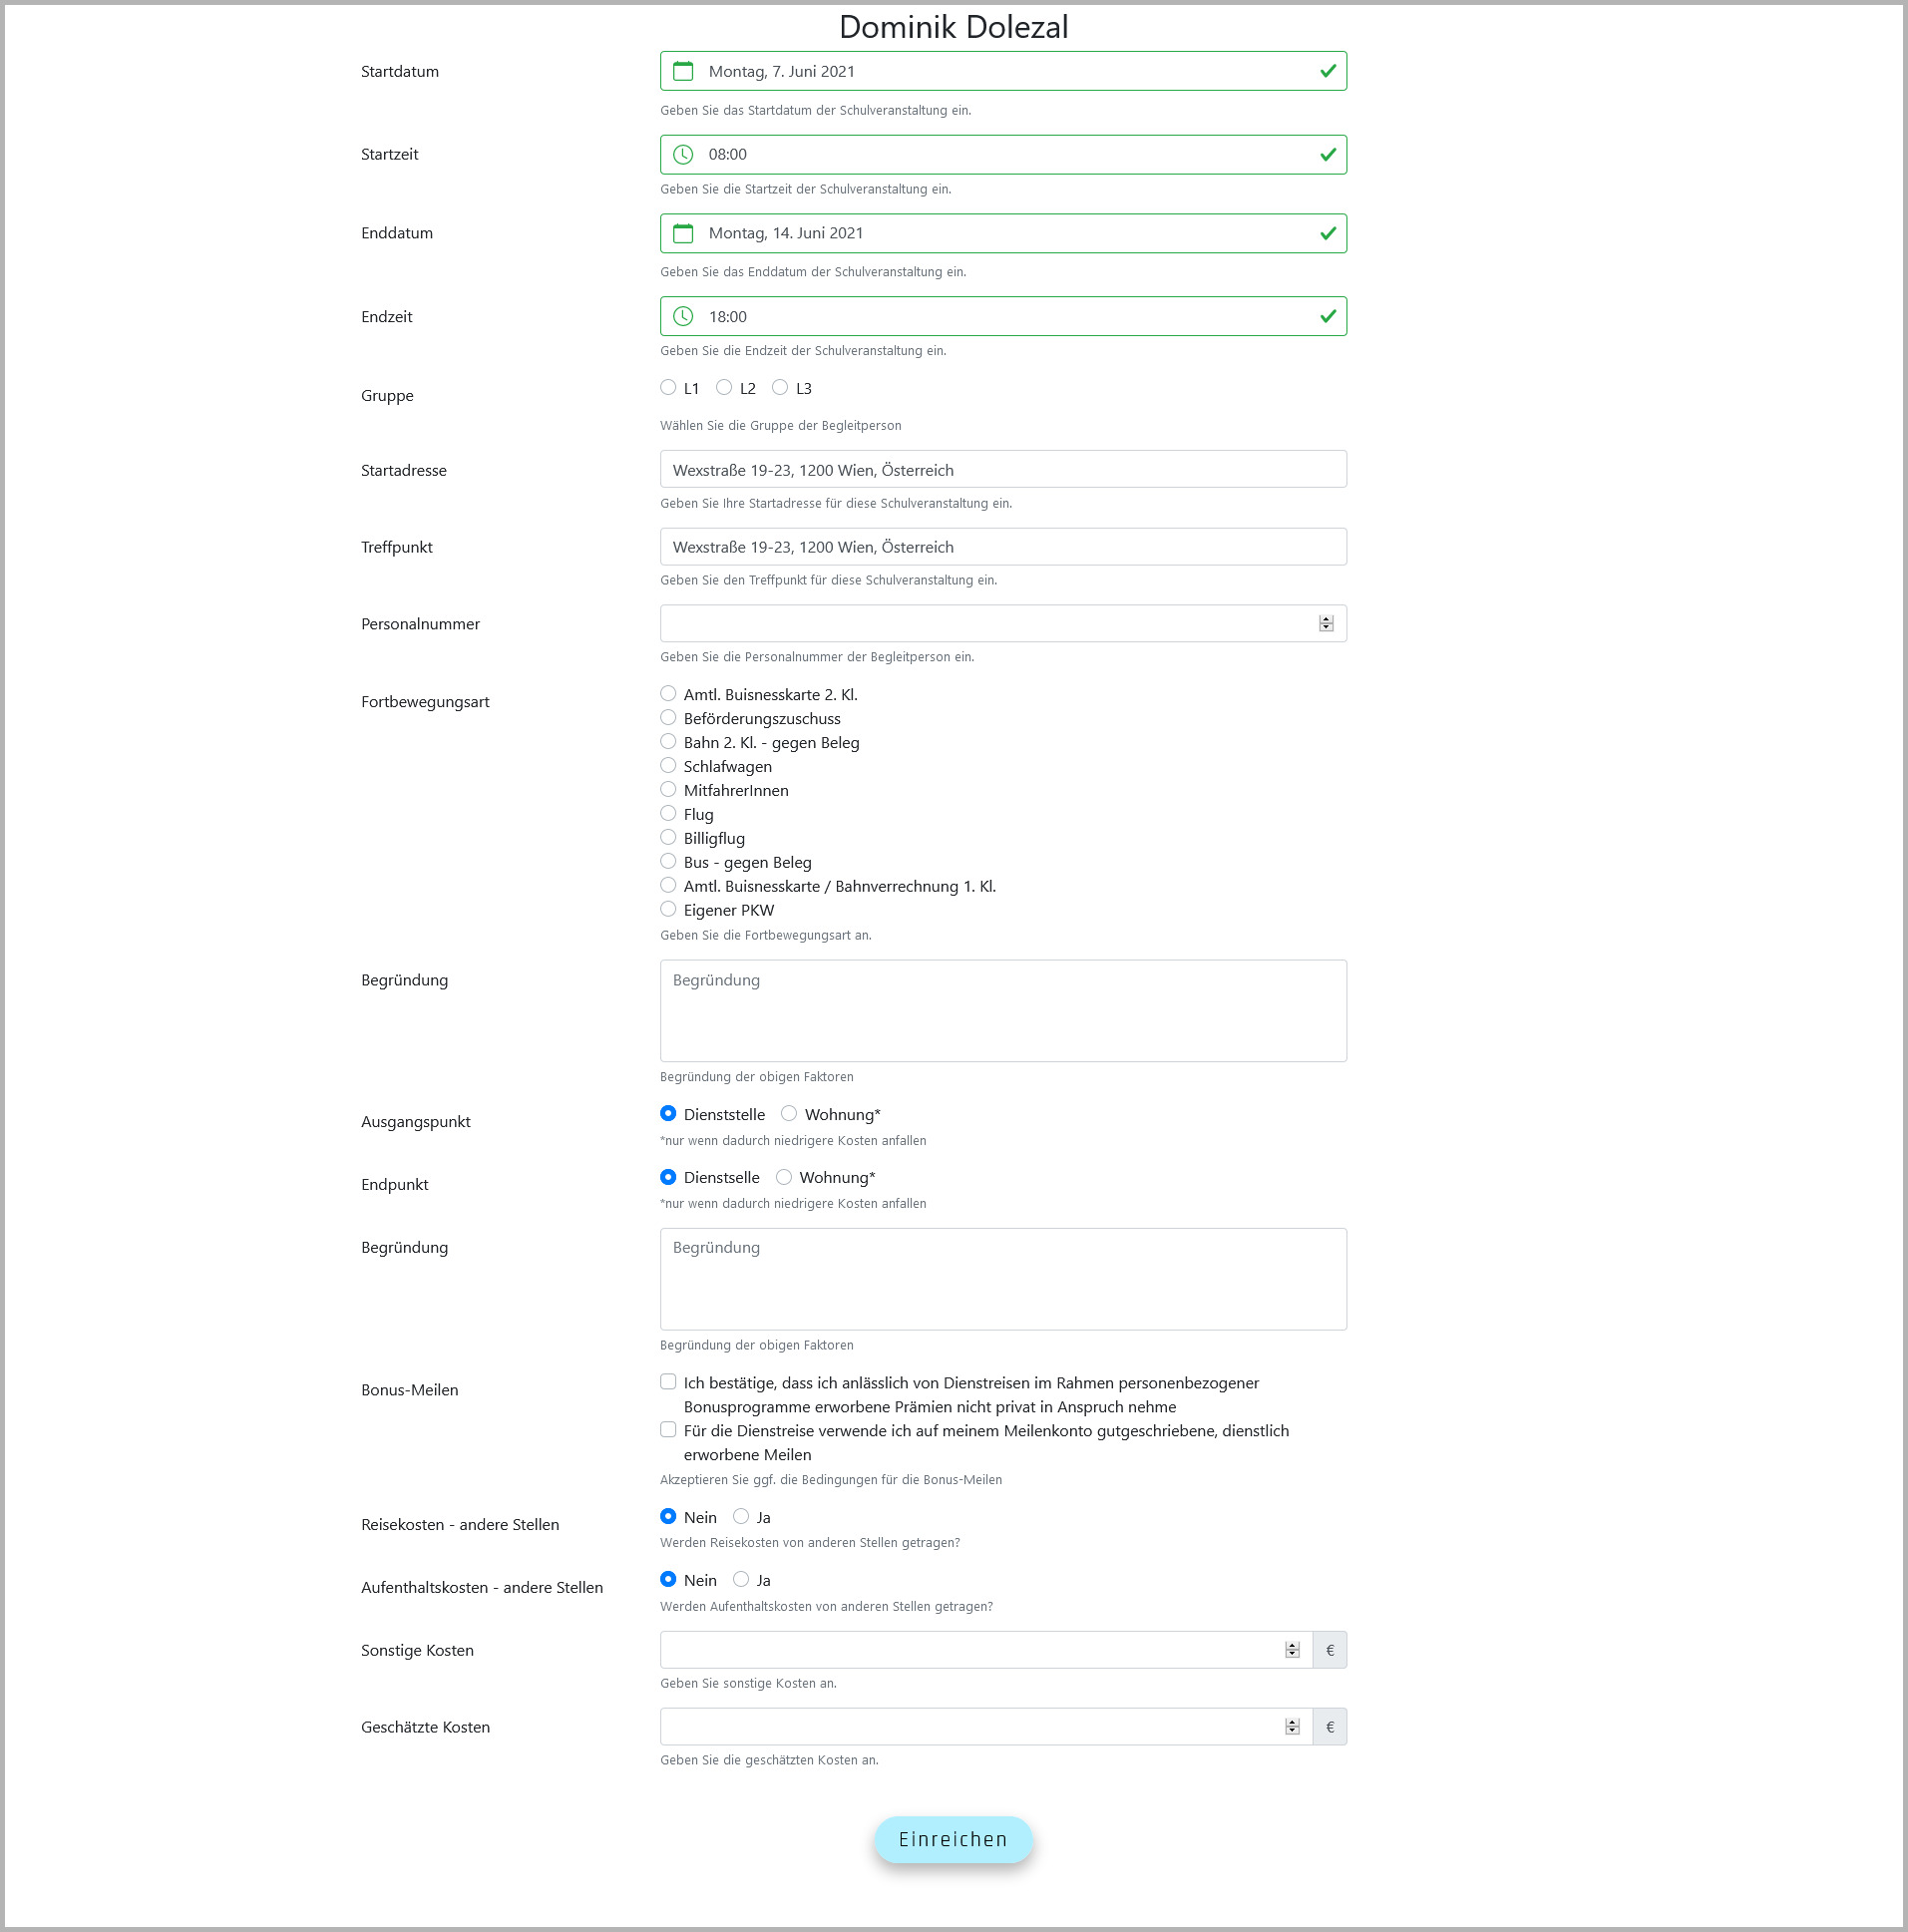 Dominik Dolezal
Startdatum
Montag, 7. Juni 2021
Geben Sie das Startdatum der Schulveranstaltung ein.
Startzeit
08:00
Geben Sie die Startzeit der Schulveranstaltung ein.
Enddatum
Montag, 14. Juni 2021
Geben Sie das Enddatum der Schulveranstaltung ein.
Endzeit
18:00
Geben Sie die Endzeit der Schulveranstaltung ein.
Gruppe
L1 L2 L3
Wählen Sie die Gruppe der Begleitperson
Startadresse
Wexstraße 19-23, 1200 Wien, Österreich
Geben Sie Ihre Startadresse für diese Schulveranstaltung ein.
Treffpunkt
Wexstraße 19-23, 1200 Wien, Österreich
Geben Sie den Treffpunkt für diese Schulveranstaltung ein.
Personalnummer
Geben Sie die Personalnummer der Begleitperson ein.
Fortbewegungsart
Amtl. Buisnesskarte 2. Kl.
Beförderungszuschuss
Bahn 2. Kl. - gegen Beleg
Schlafwagen
MitfahrerInnen
Flug
Billigflug
Bus - gegen Beleg
Amtl. Buisnesskarte / Bahnverrechnung 1. Kl.
Eigener PKW
Geben Sie die Fortbewegungsart an.
Begründung
Begründung
Begründung der obigen Faktoren
Ausgangspunkt
Dienststelle Wohnung*
*nur wenn dadurch niedrigere Kosten anfallen
Endpunkt
Dienstselle Wohnung*
*nur wenn dadurch niedrigere Kosten anfallen
Begründung
Begründung
Begründung der obigen Faktoren
Bonus-Meilen
Ich bestätige, dass ich anlässlich von Dienstreisen im Rahmen personenbezogener
Bonusprogramme erworbene Prämien nicht privat in Anspruch nehme
Für die Dienstreise verwende ich auf meinem Meilenkonto gutgeschriebene, dienstlich
erworbene Meilen
Akzeptieren Sie ggf. die Bedingungen für die Bonus-Meilen
Reisekosten - andere Stellen
Nein Ja
Werden Reisekosten von anderen Stellen getragen?
Aufenthaltskosten - andere Stellen
Nein Ja
Werden Aufenthaltskosten von anderen Stellen getragen?
Sonstige Kosten
€
Geben Sie sonstige Kosten an.
Geschätzte Kosten
€
Geben Sie die geschätzten Kosten an.
Einreichen